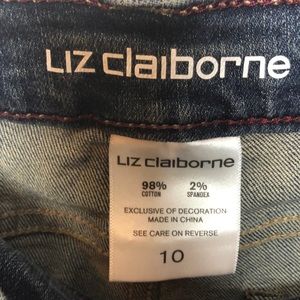 LIZ claiborne
LIZ claiborne
98% 2%
COTTON SPANDEX
EXCLUSIVE OF DECORATION
MADE IN CHINA
SEE CARE ON REVERSE
10